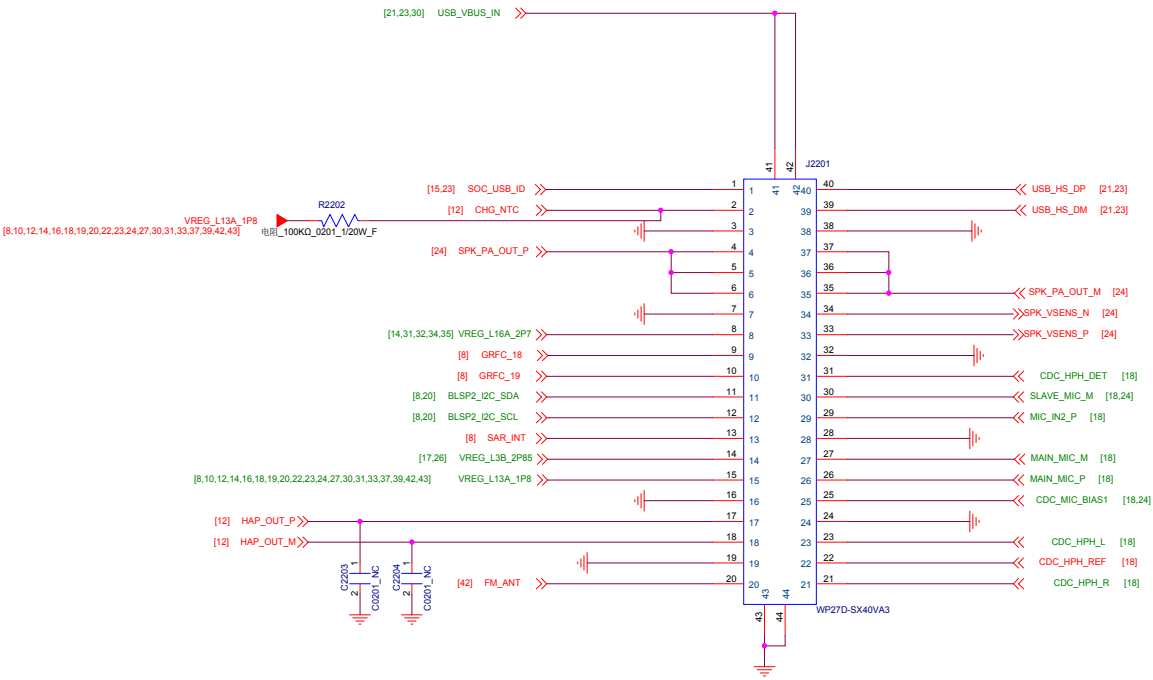 [21,23,30] USB_VBUS_IN
41 42
J2201
41 42
[15,23] SOC_USB_ID 1 1 40 40 USB_HS_DP [21,23]
[12] CHG_NTC 2 2 39 39 USB_HS_DM [21,23]
R2202
VREG_L13A_1P8
[8,10,12,14,16,18,19,20,22,23,24,27,30,31,33,37,39,42,43]
电阻_100KΩ_0201_1/20W_F
3 3 38 38
[24] SPK_PA_OUT_P 4 4 37 37
5 5 36 36
6 6 35 35 SPK_PA_OUT_M [24]
7 7 34 34 SPK_VSENS_N [24]
[14,31,32,34,35] VREG_L16A_2P7 8 8 33 33 SPK_VSENS_P [24]
[8] GRFC_18 9 9 32 32
[8] GRFC_19 10 10 31 31 CDC_HPH_DET [18]
[8,20] BLSP2_I2C_SDA 11 11 30 30 SLAVE_MIC_M [18,24]
[8,20] BLSP2_I2C_SCL 12 12 29 29 MIC_IN2_P [18]
[8] SAR_INT 13 13 28 28
[17,26] VREG_L3B_2P85 14 14 27 27 MAIN_MIC_M [18]
[8,10,12,14,16,18,19,20,22,23,24,27,30,31,33,37,39,42,43] VREG_L13A_1P8 15 15 26 26 MAIN_MIC_P [18]
16 16 25 25 CDC_MIC_BIAS1 [18,24]
[12] HAP_OUT_P 17 17 24 24
[12] HAP_OUT_M 18 18 23 23 CDC_HPH_L [18]
19 19 22 22 CDC_HPH_REF [18]
[42] FM_ANT 20 20 21 21 CDC_HPH_R [18]
C2203 1 2 C0201_NC
C2204 1 2 C0201_NC
43 44
WP27D-SX40VA3
43 44